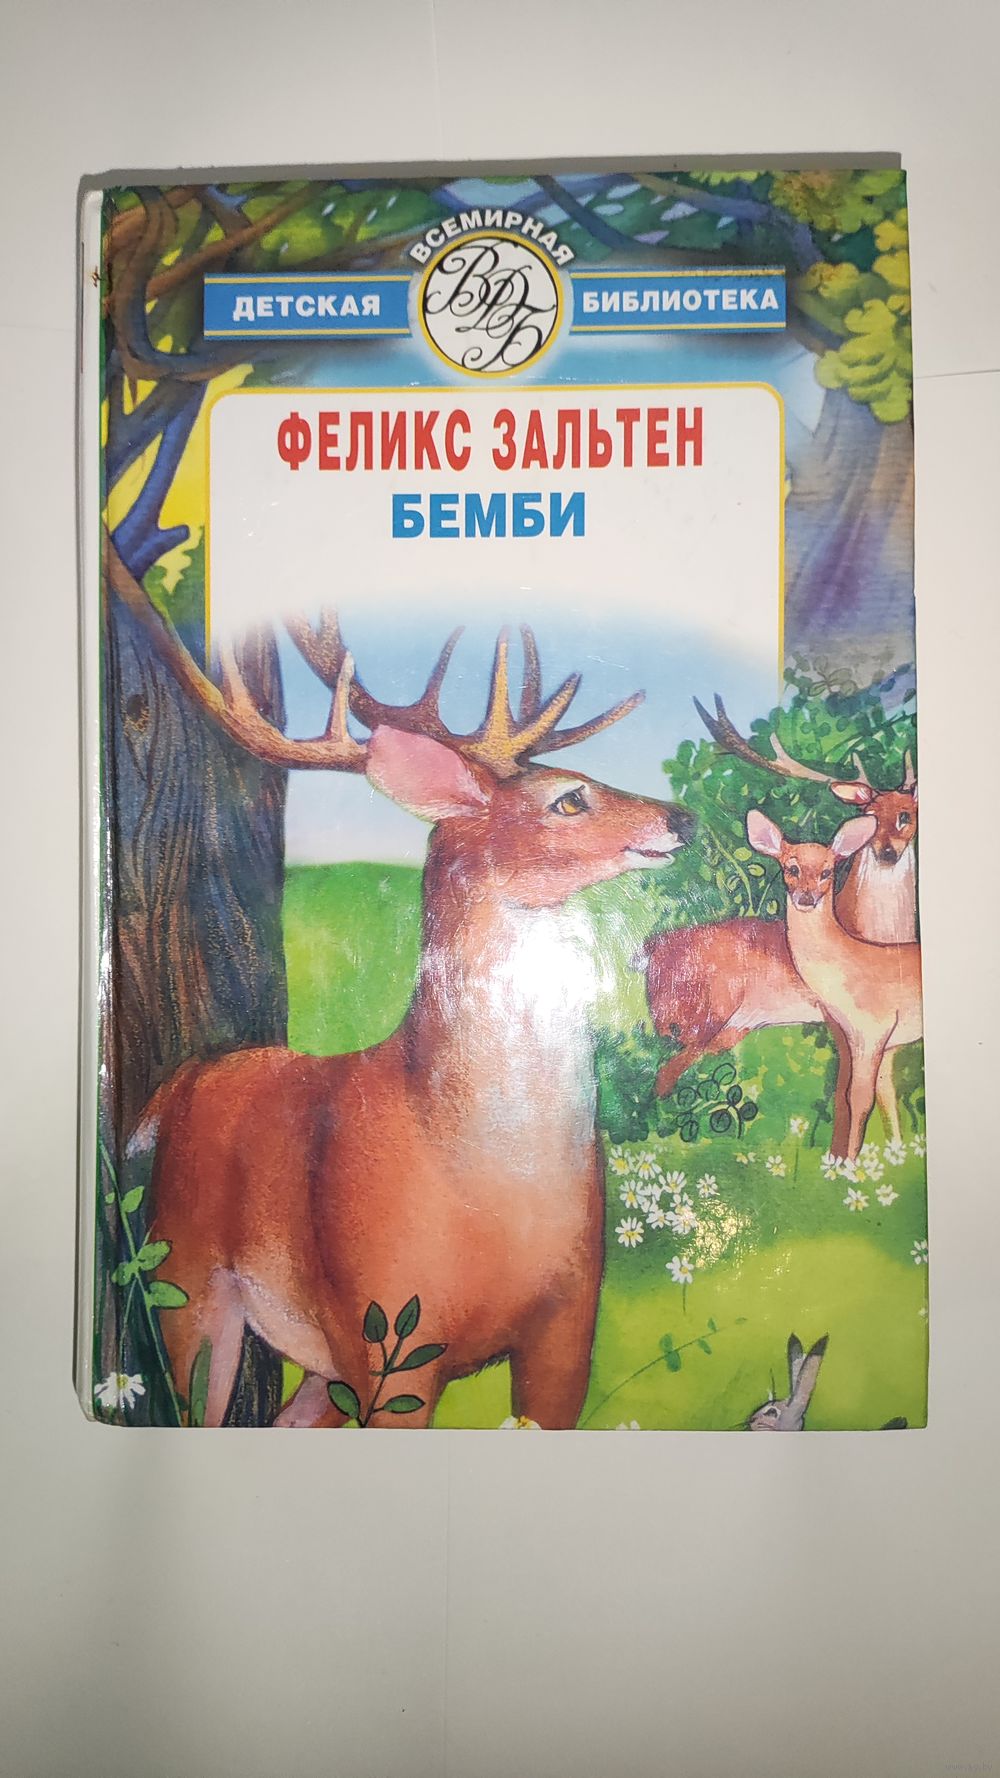 ВСЕМИРНАЯ
ДЕТСКАЯ ВДБ БИБЛИОТЕКА
ФЕЛИКС ЗАЛЬТЕН
БЕМБИ